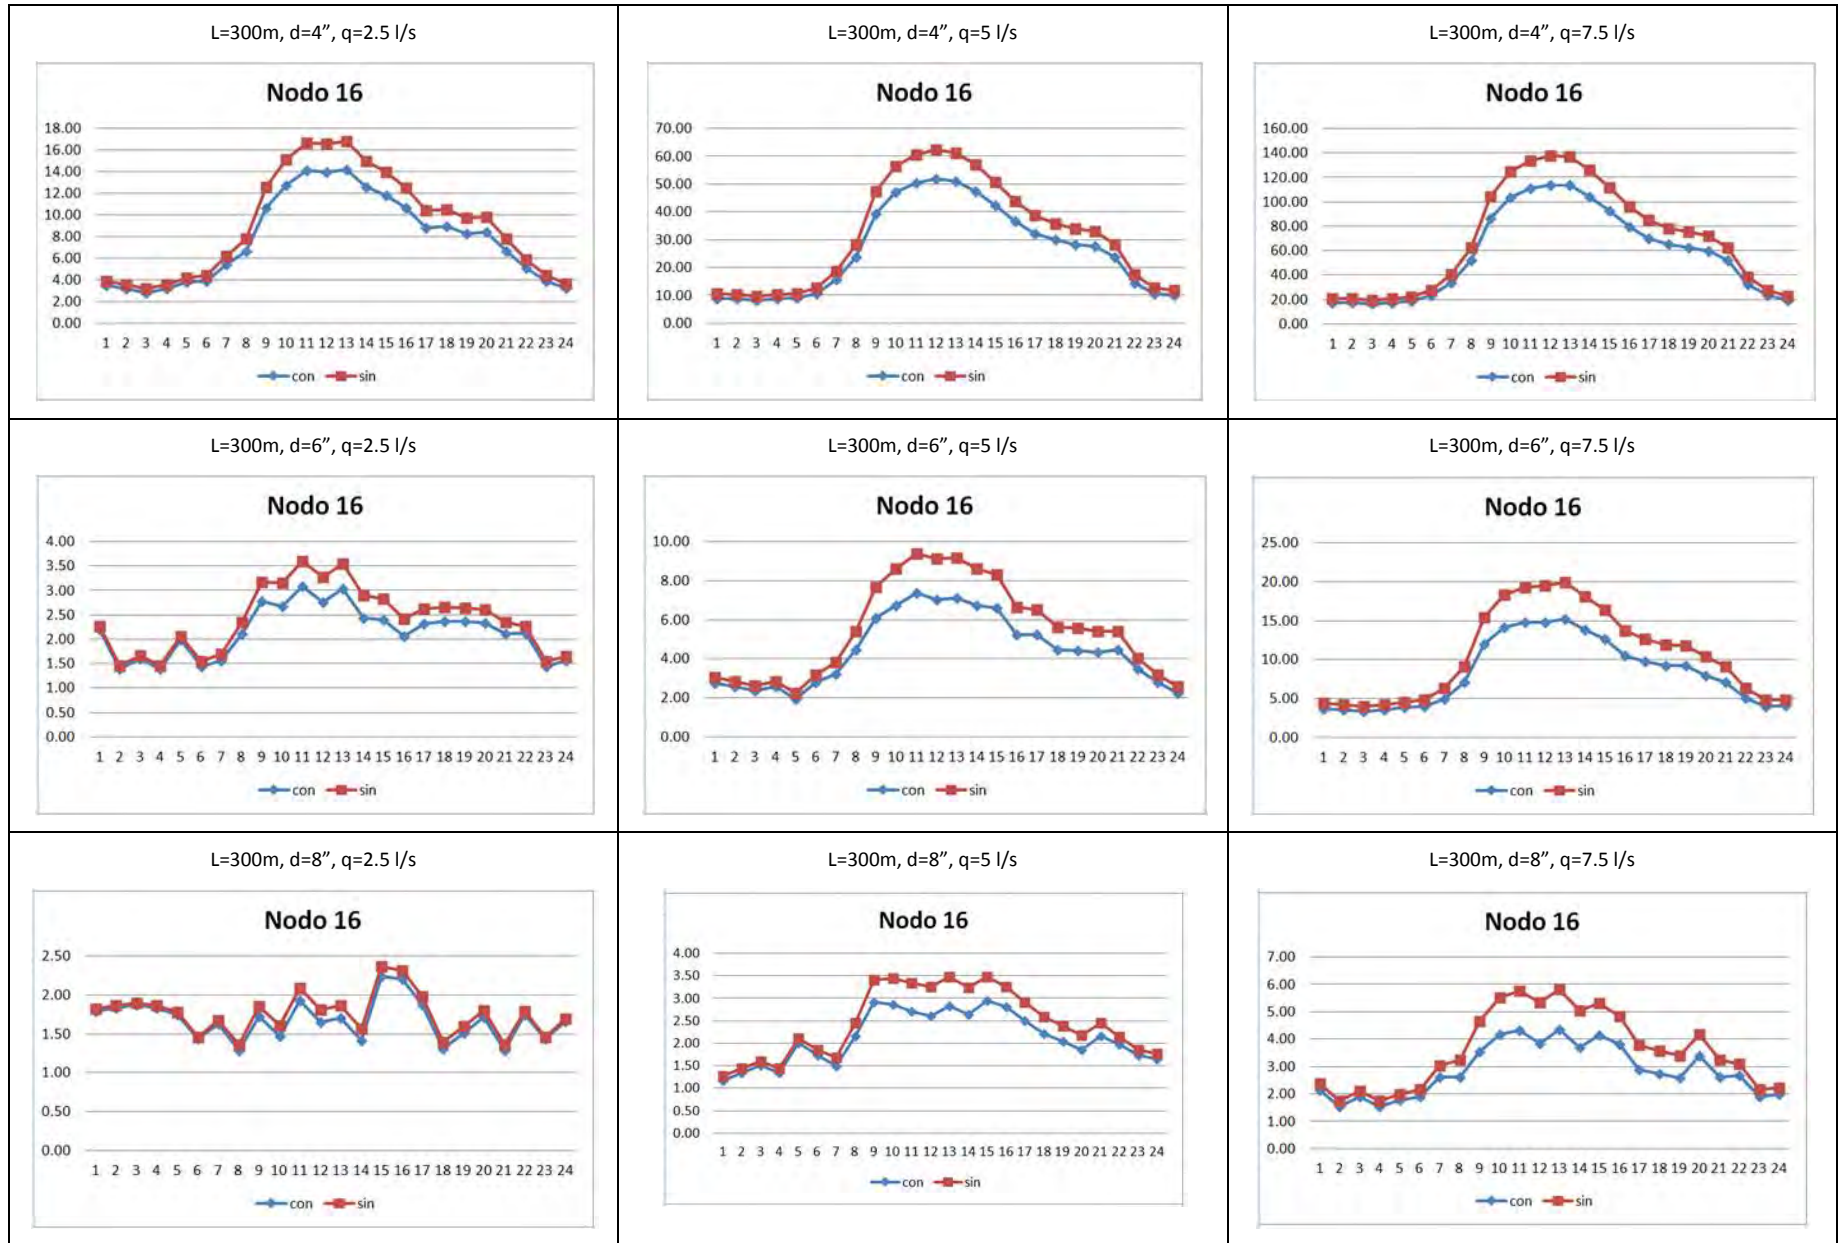 L=300m, d=4”, q=2.5 l/s
Nodo 16
18.00
16.00
14.00
12.00
10.00
8.00
6.00
4.00
2.00
0.00
1 2 3 4 5 6 7 8 9 10 11 12 13 14 15 16 17 18 19 20 21 22 23 24
con sin
L=300m, d=4”, q=5 l/s
Nodo 16
70.00
60.00
50.00
40.00
30.00
20.00
10.00
0.00
1 2 3 4 5 6 7 8 9 10 11 12 13 14 15 16 17 18 19 20 21 22 23 24
con sin
L=300m, d=4”, q=7.5 l/s
Nodo 16
160.00
140.00
120.00
100.00
80.00
60.00
40.00
20.00
0.00
1 2 3 4 5 6 7 8 9 10 11 12 13 14 15 16 17 18 19 20 21 22 23 24
con sin
L=300m, d=6”, q=2.5 l/s
Nodo 16
4.00
3.50
3.00
2.50
2.00
1.50
1.00
0.50
0.00
1 2 3 4 5 6 7 8 9 10 11 12 13 14 15 16 17 18 19 20 21 22 23 24
con sin
L=300m, d=6”, q=5 l/s
Nodo 16
10.00
8.00
6.00
4.00
2.00
0.00
1 2 3 4 5 6 7 8 9 10 11 12 13 14 15 16 17 18 19 20 21 22 23 24
con sin
L=300m, d=6”, q=7.5 l/s
Nodo 16
25.00
20.00
15.00
10.00
5.00
0.00
1 2 3 4 5 6 7 8 9 10 11 12 13 14 15 16 17 18 19 20 21 22 23 24
con sin
L=300m, d=8”, q=2.5 l/s
Nodo 16
2.50
2.00
1.50
1.00
0.50
0.00
1 2 3 4 5 6 7 8 9 10 11 12 13 14 15 16 17 18 19 20 21 22 23 24
con sin
L=300m, d=8”, q=5 l/s
Nodo 16
4.00
3.50
3.00
2.50
2.00
1.50
1.00
0.50
0.00
1 2 3 4 5 6 7 8 9 10 11 12 13 14 15 16 17 18 19 20 21 22 23 24
con sin
L=300m, d=8”, q=7.5 l/s
Nodo 16
7.00
6.00
5.00
4.00
3.00
2.00
1.00
0.00
1 2 3 4 5 6 7 8 9 10 11 12 13 14 15 16 17 18 19 20 21 22 23 24
con sin